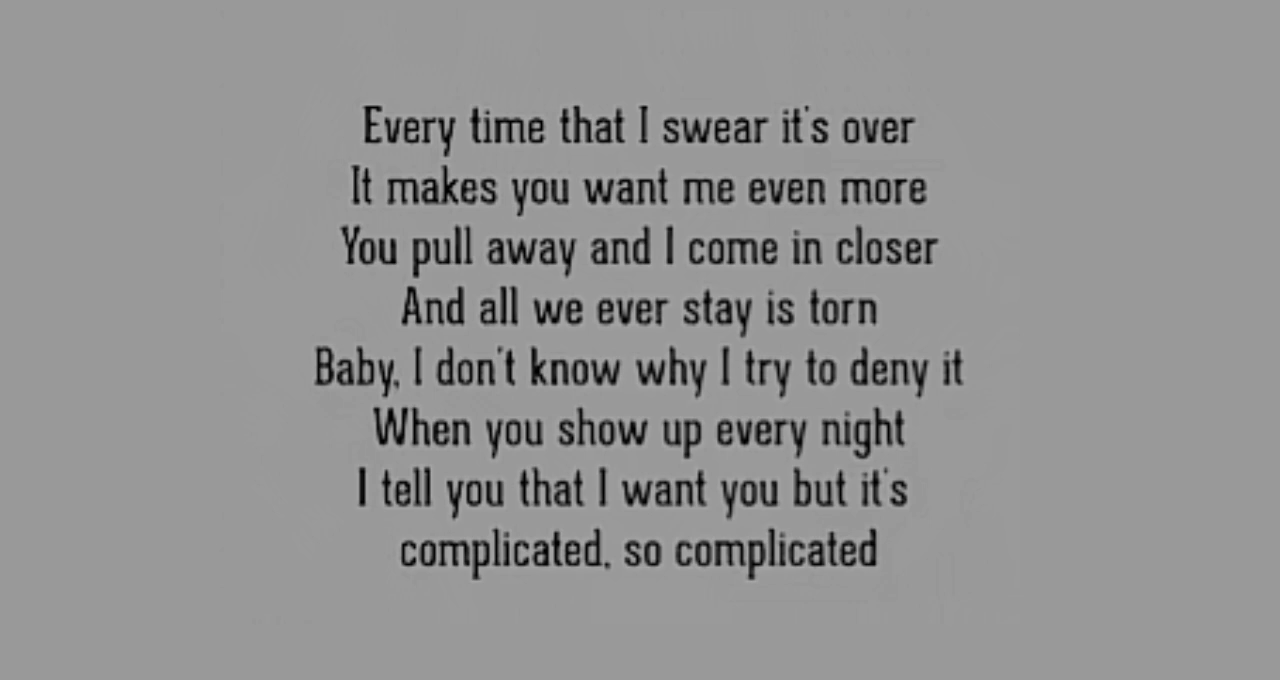 Every time that I swear it's over
It makes you want me even more
You pull away and I come in closer
And all we ever stay is torn
Baby, I don't know why I try to deny it
When you show up every night
I tell you that I want you but it's
complicated, so complicated